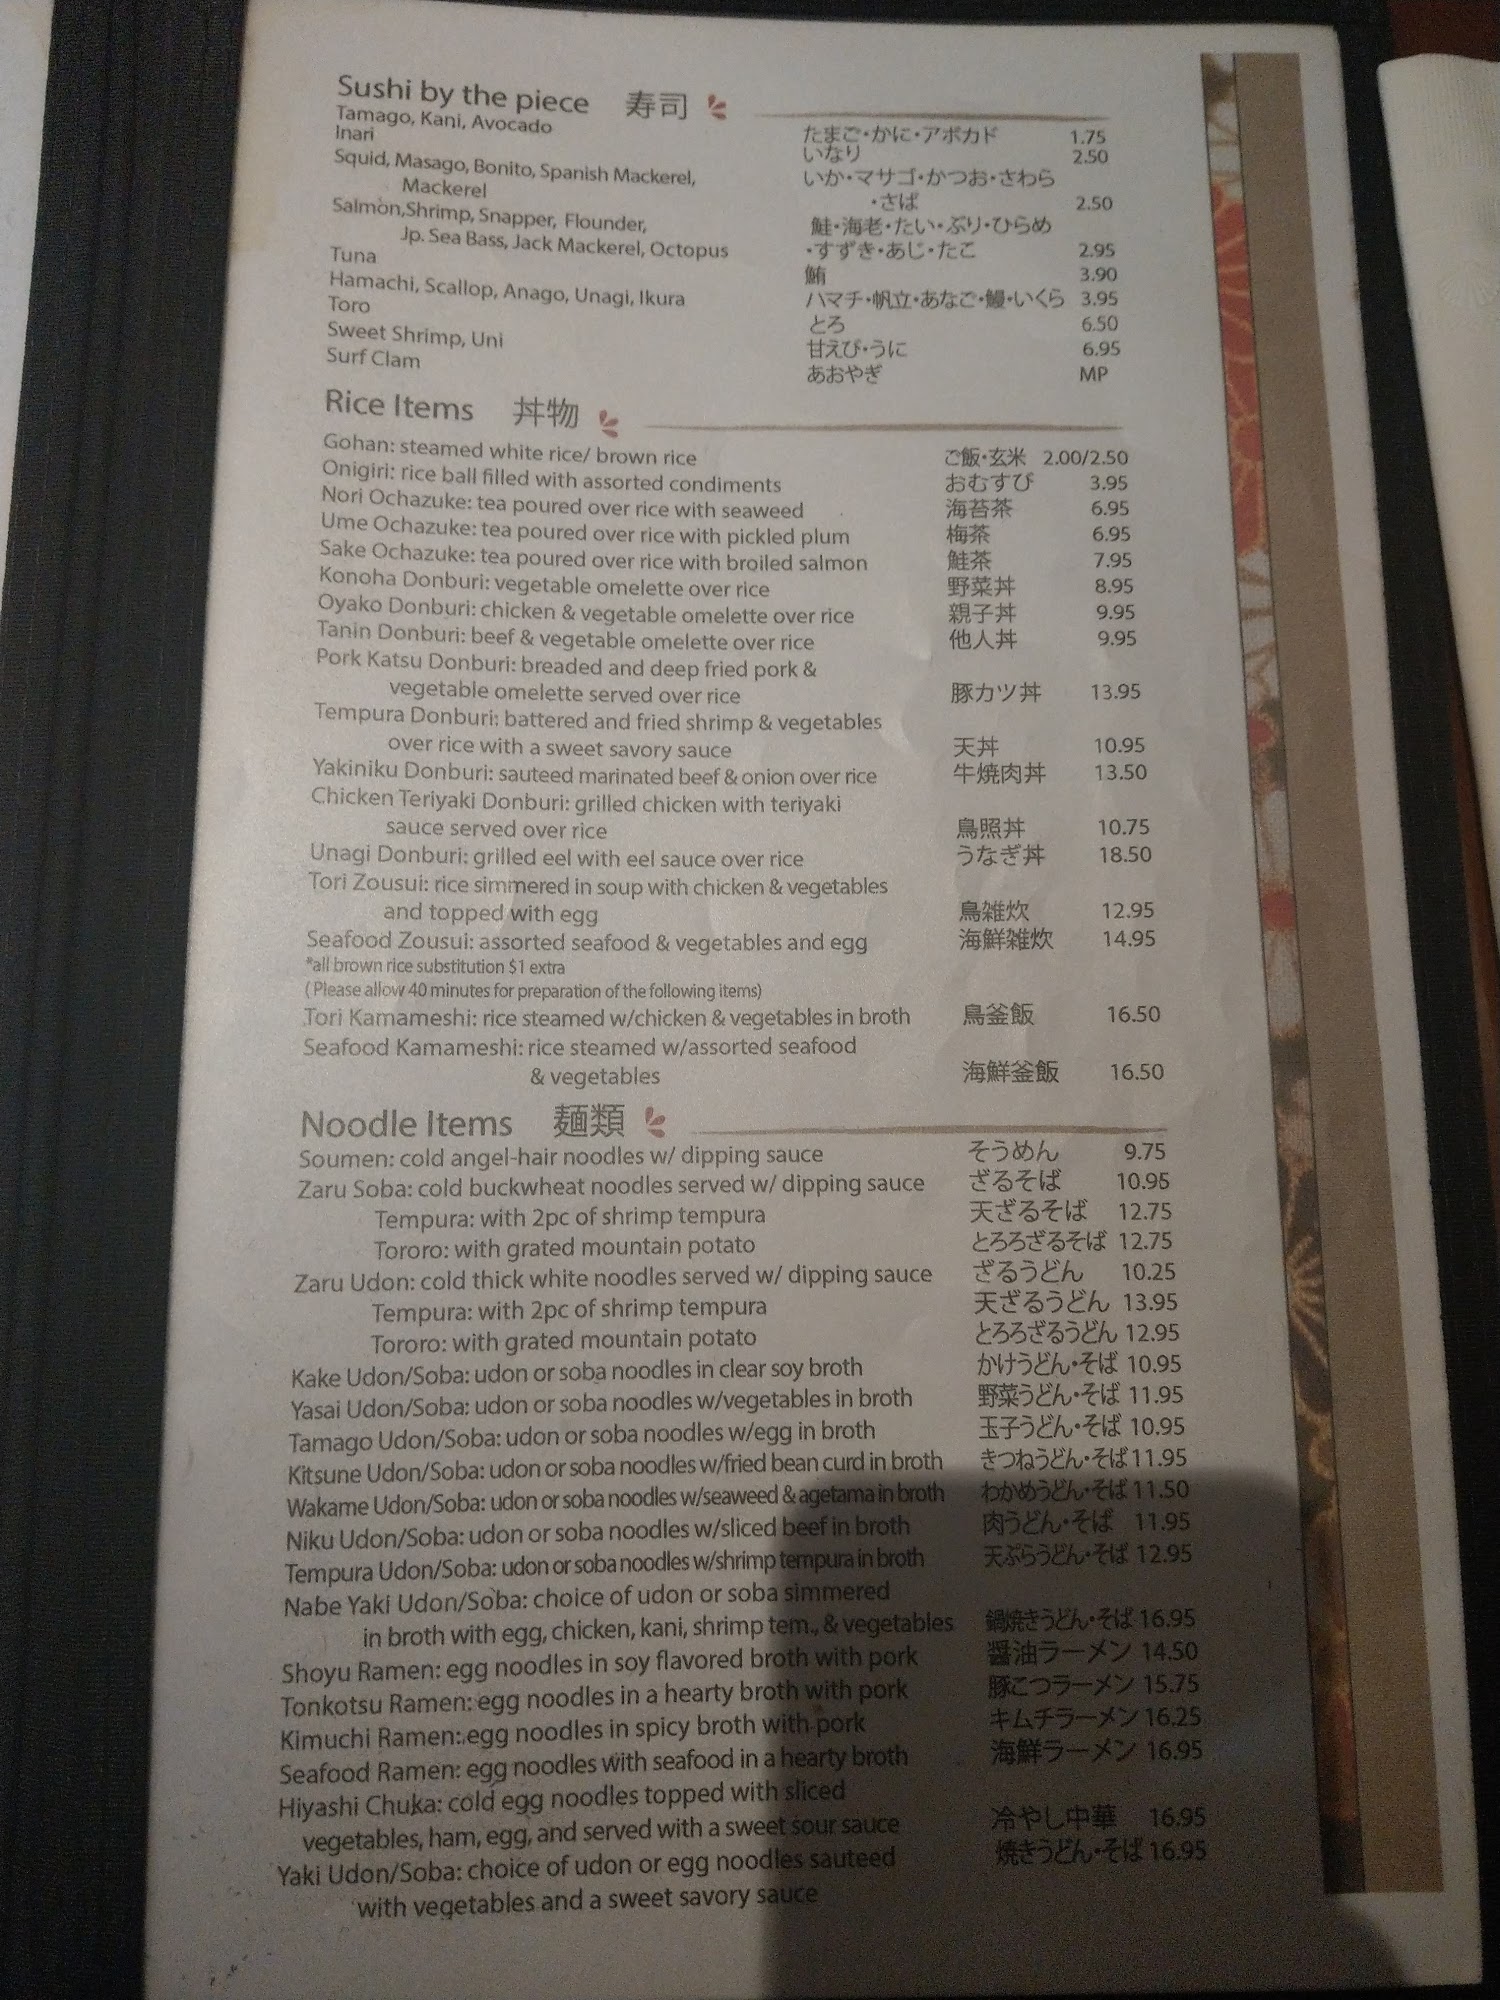 Sushi by the piece 寿司
Tamago, Kani, Avocado たまご・かに・アボカド 1.75
Inari いなり 2.50
Squid, Masago, Bonito, Spanish Mackerel, いか・マサゴ・かつお・さわら
Mackerel ・さば 2.50
Salmon,Shrimp, Snapper, Flounder, 鮭・海老・たい・ぶり・ひらめ
Jp. Sea Bass, Jack Mackerel, Octopus ・すずき・あじ・たこ 2.95
Tuna 鮪 3.90
Hamachi, Scallop, Anago, Unagi, Ikura ハマチ・帆立・あなご・鰻・いくら 3.95
Toro とろ 6.50
Sweet Shrimp, Uni 甘えび・うに 6.95
Surf Clam あおやぎ MP
Rice Items 丼物
Gohan: steamed white rice/ brown rice ご飯・玄米 2.00/2.50
Onigiri: rice ball filled with assorted condiments おむすび 3.95
Nori Ochazuke: tea poured over rice with seaweed 海苔茶 6.95
Ume Ochazuke: tea poured over rice with pickled plum 梅茶 6.95
Sake Ochazuke: tea poured over rice with broiled salmon 鮭茶 7.95
Konoha Donburi: vegetable omelette over rice 野菜丼 8.95
Oyako Donburi: chicken & vegetable omelette over rice 親子丼 9.95
Tanin Donburi: beef & vegetable omelette over rice 他人丼 9.95
Pork Katsu Donburi: breaded and deep fried pork &
vegetable omelette served over rice 豚カツ丼 13.95
Tempura Donburi: battered and fried shrimp & vegetables
over rice with a sweet savory sauce 天丼 10.95
Yakiniku Donburi: sauteed marinated beef & onion over rice 牛焼肉丼 13.50
Chicken Teriyaki Donburi: grilled chicken with teriyaki
sauce served over rice 鳥照丼 10.75
Unagi Donburi: grilled eel with eel sauce over rice うなぎ丼 18.50
Tori Zousui: rice simmered in soup with chicken & vegetables
and topped with egg 鳥雑炊 12.95
Seafood Zousui: assorted seafood & vegetables and egg 海鮮雑炊 14.95
*all brown rice substitution $1 extra
( Please allow 40 minutes for preparation of the following items)
Tori Kamameshi: rice steamed w/chicken & vegetables in broth 鳥釜飯 16.50
Seafood Kamameshi: rice steamed w/assorted seafood
& vegetables 海鮮釜飯 16.50
Noodle Items 麺類
Soumen: cold angel-hair noodles w/ dipping sauce そうめん 9.75
Zaru Soba: cold buckwheat noodles served w/ dipping sauce ざるそば 10.95
Tempura: with 2pc of shrimp tempura 天ざるそば 12.75
Tororo: with grated mountain potato とろろざるそば 12.75
Zaru Udon: cold thick white noodles served w/ dipping sauce ざるうどん 10.25
Tempura: with 2pc of shrimp tempura 天ざるうどん 13.95
Tororo: with grated mountain potato とろろざるうどん 12.95
Kake Udon/Soba: udon or soba noodles in clear soy broth かけうどん・そば 10.95
Yasai Udon/Soba: udon or soba noodles w/vegetables in broth 野菜うどん・そば 11.95
Tamago Udon/Soba: udon or soba noodles w/egg in broth 玉子うどん・そば 10.95
Kitsune Udon/Soba: udon or soba noodles w/fried bean curd in broth きつねうどん・そば 11.95
Wakame Udon/Soba: udon or soba noodles w/seaweed & agetama in broth わかめうどん・そば 11.50
Niku Udon/Soba: udon or soba noodles w/sliced beef in broth 肉うどん・そば 11.95
Tempura Udon/Soba: udon or soba noodles w/shrimp tempura in broth 天ぷらうどん・そば 12.95
Nabe Yaki Udon/Soba: choice of udon or soba simmered
in broth with egg, chicken, kani, shrimp tem., & vegetables 鍋焼きうどん・そば 16.95
Shoyu Ramen: egg noodles in soy flavored broth with pork 醤油ラーメン 14.50
Tonkotsu Ramen: egg noodles in a hearty broth with pork 豚こつラーメン 15.75
Kimuchi Ramen: egg noodles in spicy broth with pork キムチラーメン 16.25
Seafood Ramen: egg noodles with seafood in a hearty broth 海鮮ラーメン 16.95
Hiyashi Chuka: cold egg noodles topped with sliced
vegetables, ham, egg, and served with a sweet sour sauce 冷やし中華 16.95
Yaki Udon/Soba: choice of udon or egg noodles sauteed 焼きうどん・そば 16.95
with vegetables and a sweet savory sauce